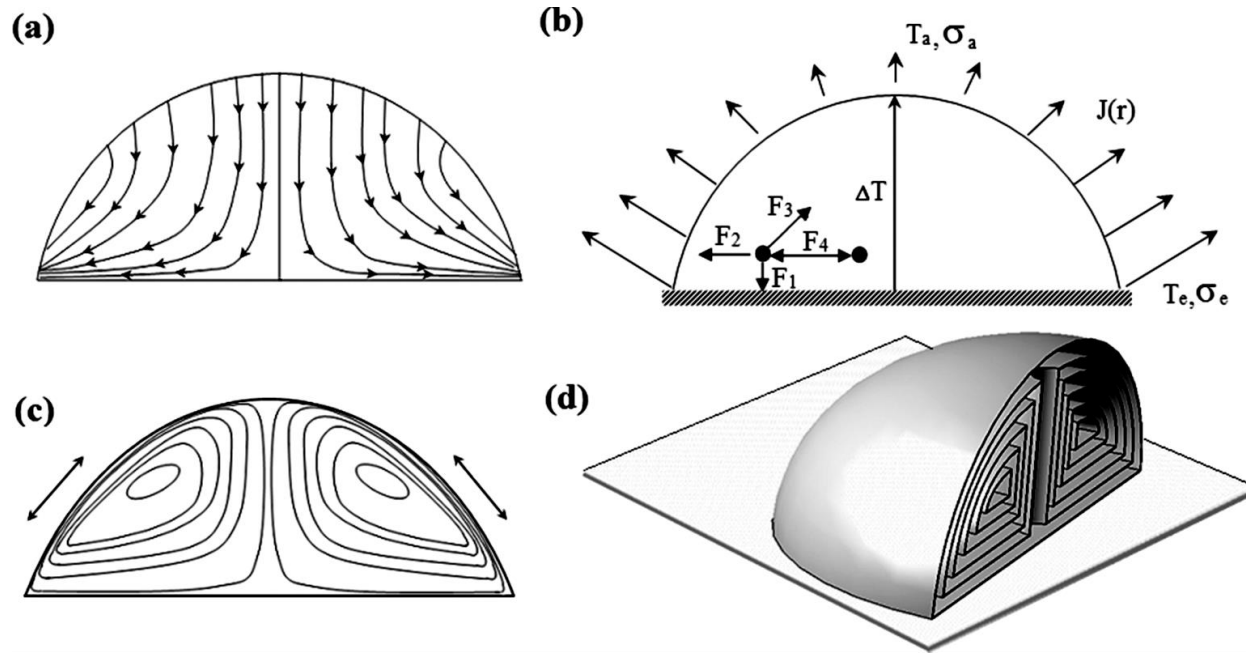 (a)
(b)
Tₐ,σₐ
J(r)
ΔT
F₃
F₂
F₄
F₁
Tₑ,σₑ
(c)
(d)